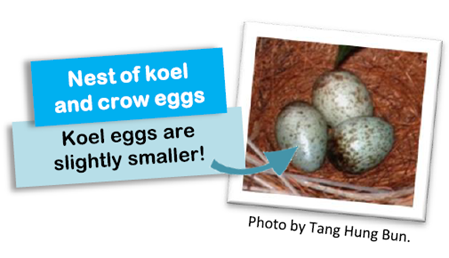 Nest of koel
and crow eggs
Koel eggs are
slightly smaller!
Photo by Tang Hung Bun.